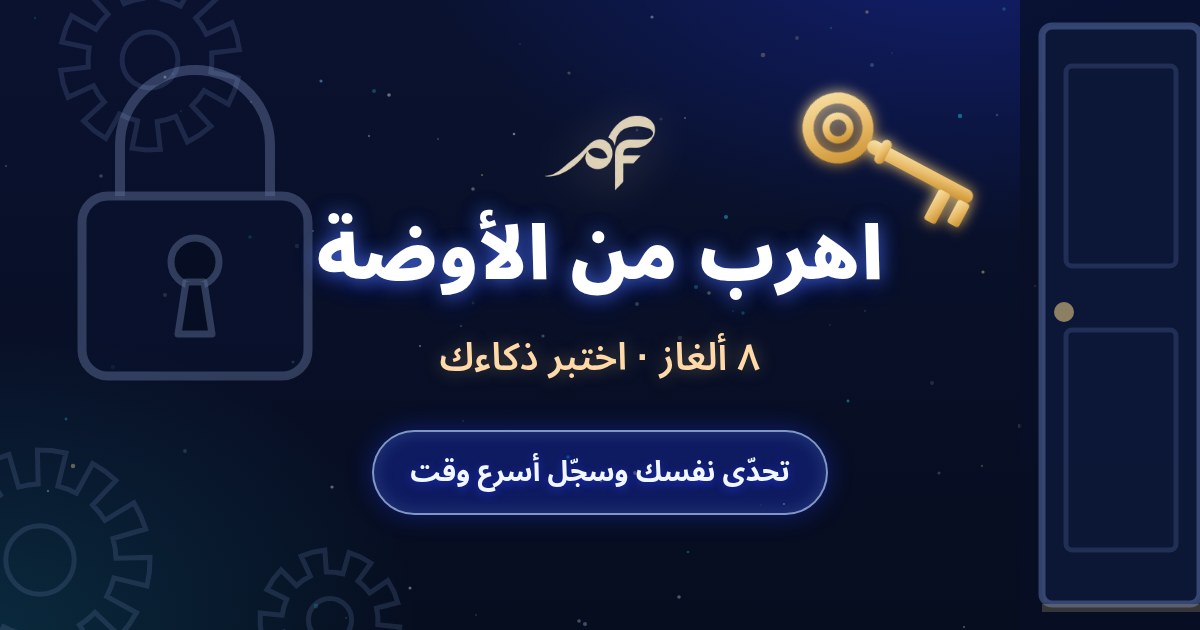 اهرب من الأوضة
٨ ألغاز · اختبر ذكاءك
تحدّى نفسك وسجّل أسرع وقت